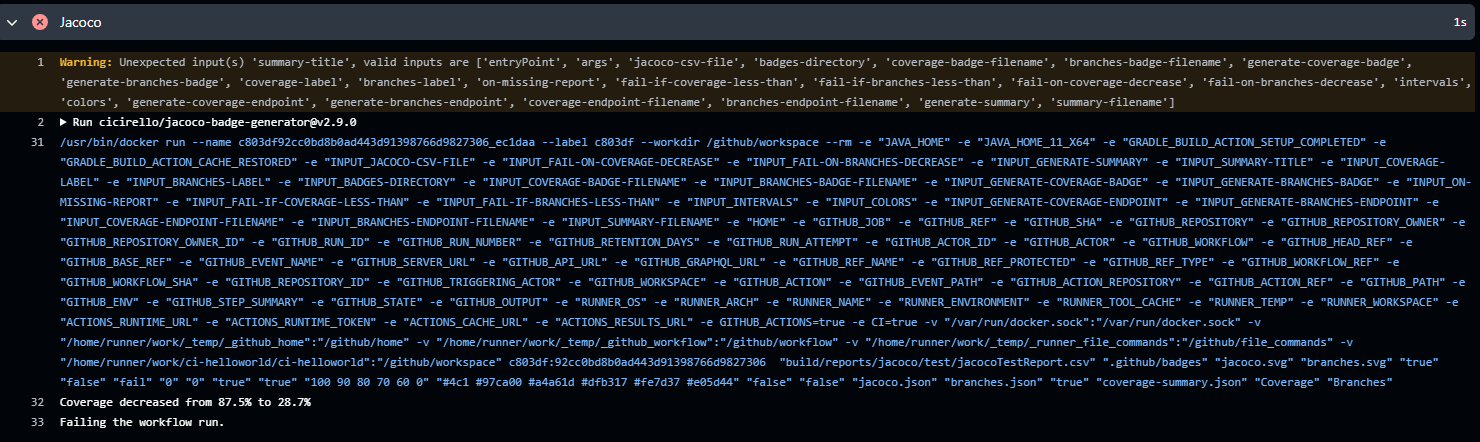 Jacoco 1s
1 Warning: Unexpected input(s) 'summary-title', valid inputs are ['entryPoint', 'args', 'jacoco-csv-file', 'badges-directory', 'coverage-badge-filename', 'branches-badge-filename', 'generate-coverage-badge',
'generate-branches-badge', 'coverage-label', 'branches-label', 'on-missing-report', 'fail-if-coverage-less-than', 'fail-if-branches-less-than', 'fail-on-coverage-decrease', 'fail-on-branches-decrease', 'intervals',
'colors', 'generate-coverage-endpoint', 'generate-branches-endpoint', 'coverage-endpoint-filename', 'branches-endpoint-filename', 'generate-summary', 'summary-filename']
2 ▶ Run cicirello/jacoco-badge-generator@v2.9.0
31 /usr/bin/docker run --name c803df92cc0bd8b0ad443d91398766d9827306_ec1daa --label c803df --workdir /github/workspace --rm -e "JAVA_HOME" -e "JAVA_HOME_11_X64" -e "GRADLE_BUILD_ACTION_SETUP_COMPLETED" -e
"GRADLE_BUILD_ACTION_CACHE_RESTORED" -e "INPUT_JACOCO-CSV-FILE" -e "INPUT_FAIL-ON-COVERAGE-DECREASE" -e "INPUT_FAIL-ON-BRANCHES-DECREASE" -e "INPUT_GENERATE-SUMMARY" -e "INPUT_SUMMARY-TITLE" -e "INPUT_COVERAGE-
LABEL" -e "INPUT_BRANCHES-LABEL" -e "INPUT_BADGES-DIRECTORY" -e "INPUT_COVERAGE-BADGE-FILENAME" -e "INPUT_BRANCHES-BADGE-FILENAME" -e "INPUT_GENERATE-COVERAGE-BADGE" -e "INPUT_GENERATE-BRANCHES-BADGE" -e "INPUT_ON-
MISSING-REPORT" -e "INPUT_FAIL-IF-COVERAGE-LESS-THAN" -e "INPUT_FAIL-IF-BRANCHES-LESS-THAN" -e "INPUT_INTERVALS" -e "INPUT_COLORS" -e "INPUT_GENERATE-COVERAGE-ENDPOINT" -e "INPUT_GENERATE-BRANCHES-ENDPOINT" -e
"INPUT_COVERAGE-ENDPOINT-FILENAME" -e "INPUT_BRANCHES-ENDPOINT-FILENAME" -e "INPUT_SUMMARY-FILENAME" -e "HOME" -e "GITHUB_JOB" -e "GITHUB_REF" -e "GITHUB_SHA" -e "GITHUB_REPOSITORY" -e "GITHUB_REPOSITORY_OWNER" -e
"GITHUB_REPOSITORY_OWNER_ID" -e "GITHUB_RUN_ID" -e "GITHUB_RUN_NUMBER" -e "GITHUB_RETENTION_DAYS" -e "GITHUB_RUN_ATTEMPT" -e "GITHUB_ACTOR_ID" -e "GITHUB_ACTOR" -e "GITHUB_WORKFLOW" -e "GITHUB_HEAD_REF" -e
"GITHUB_BASE_REF" -e "GITHUB_EVENT_NAME" -e "GITHUB_SERVER_URL" -e "GITHUB_API_URL" -e "GITHUB_GRAPHQL_URL" -e "GITHUB_REF_NAME" -e "GITHUB_REF_PROTECTED" -e "GITHUB_REF_TYPE" -e "GITHUB_WORKFLOW_REF" -e
"GITHUB_WORKFLOW_SHA" -e "GITHUB_REPOSITORY_ID" -e "GITHUB_TRIGGERING_ACTOR" -e "GITHUB_WORKSPACE" -e "GITHUB_ACTION" -e "GITHUB_EVENT_PATH" -e "GITHUB_ACTION_REPOSITORY" -e "GITHUB_ACTION_REF" -e "GITHUB_PATH" -e
"GITHUB_ENV" -e "GITHUB_STEP_SUMMARY" -e "GITHUB_STATE" -e "GITHUB_OUTPUT" -e "RUNNER_OS" -e "RUNNER_ARCH" -e "RUNNER_NAME" -e "RUNNER_ENVIRONMENT" -e "RUNNER_TOOL_CACHE" -e "RUNNER_TEMP" -e "RUNNER_WORKSPACE" -e
"ACTIONS_RUNTIME_URL" -e "ACTIONS_RUNTIME_TOKEN" -e "ACTIONS_CACHE_URL" -e "ACTIONS_RESULTS_URL" -e GITHUB_ACTIONS=true -e CI=true -v "/var/run/docker.sock":"/var/run/docker.sock" -v
"/home/runner/work/_temp/_github_home":"/github/home" -v "/home/runner/work/_temp/_github_workflow":"/github/workflow" -v "/home/runner/work/_temp/_runner_file_commands":"/github/file_commands" -v
"/home/runner/work/ci-helloworld/ci-helloworld":"/github/workspace" c803df:92cc0bd8b0ad443d91398766d9827306 "build/reports/jacoco/test/jacocoTestReport.csv" ".github/badges" "jacoco.svg" "branches.svg" "true"
"false" "fail" "0" "0" "true" "true" "100 90 80 70 60 0" "#4c1 #97ca00 #a4a61d #dfb317 #fe7d37 #e05d44" "false" "false" "jacoco.json" "branches.json" "true" "coverage-summary.json" "Coverage" "Branches"
32 Coverage decreased from 87.5% to 28.7%
33 Failing the workflow run.